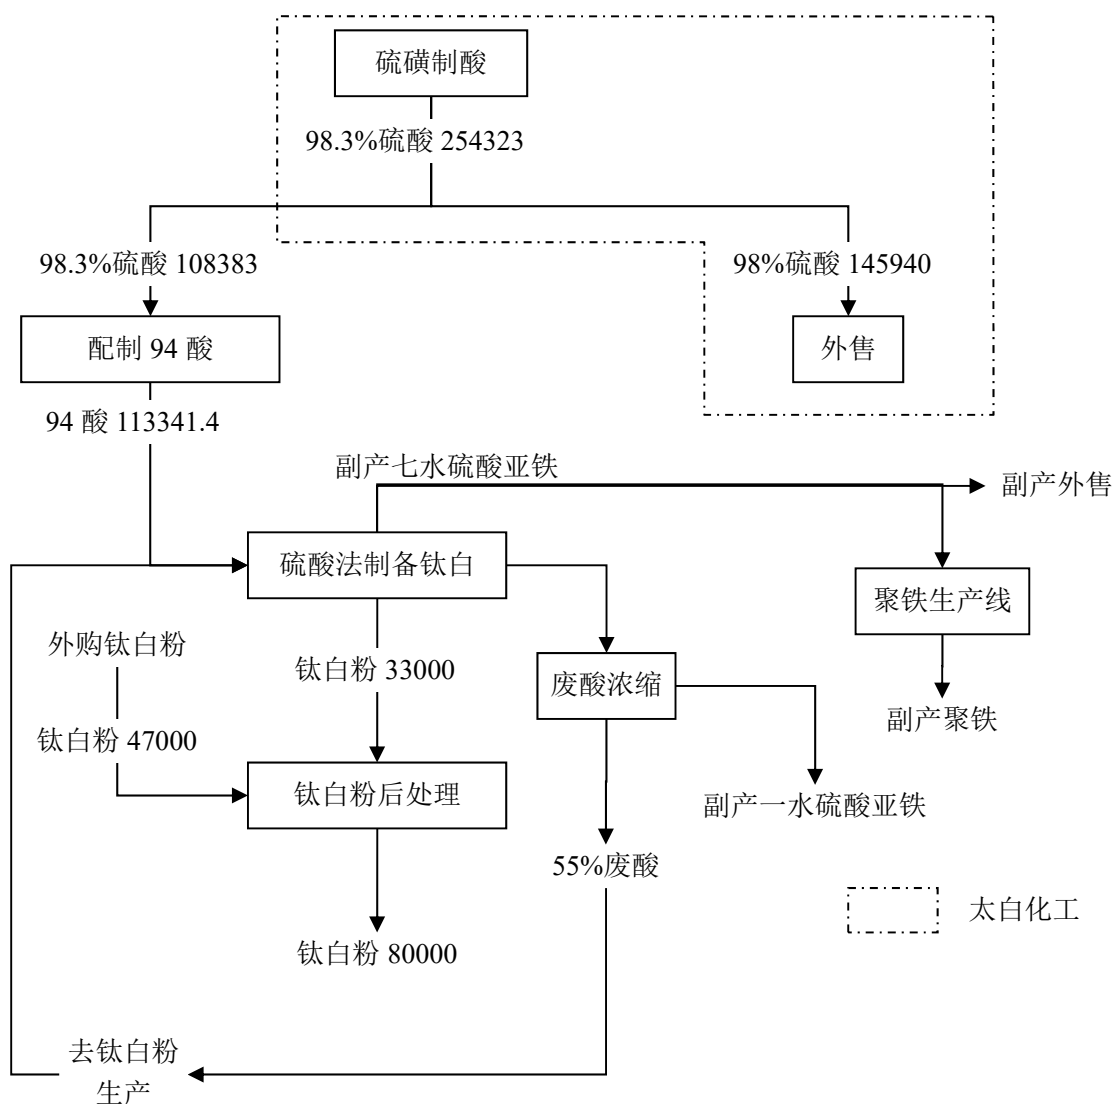 硫磺制酸
98.3%硫酸 254323
98.3%硫酸 108383
98%硫酸 145940
配制 94 酸
外售
94 酸 113341.4
副产七水硫酸亚铁
副产外售
硫酸法制备钛白
聚铁生产线
外购钛白粉
钛白粉 33000
废酸浓缩
副产聚铁
钛白粉 47000
钛白粉后处理
副产一水硫酸亚铁
55%废酸
太白化工
钛白粉 80000
去钛白粉
生产